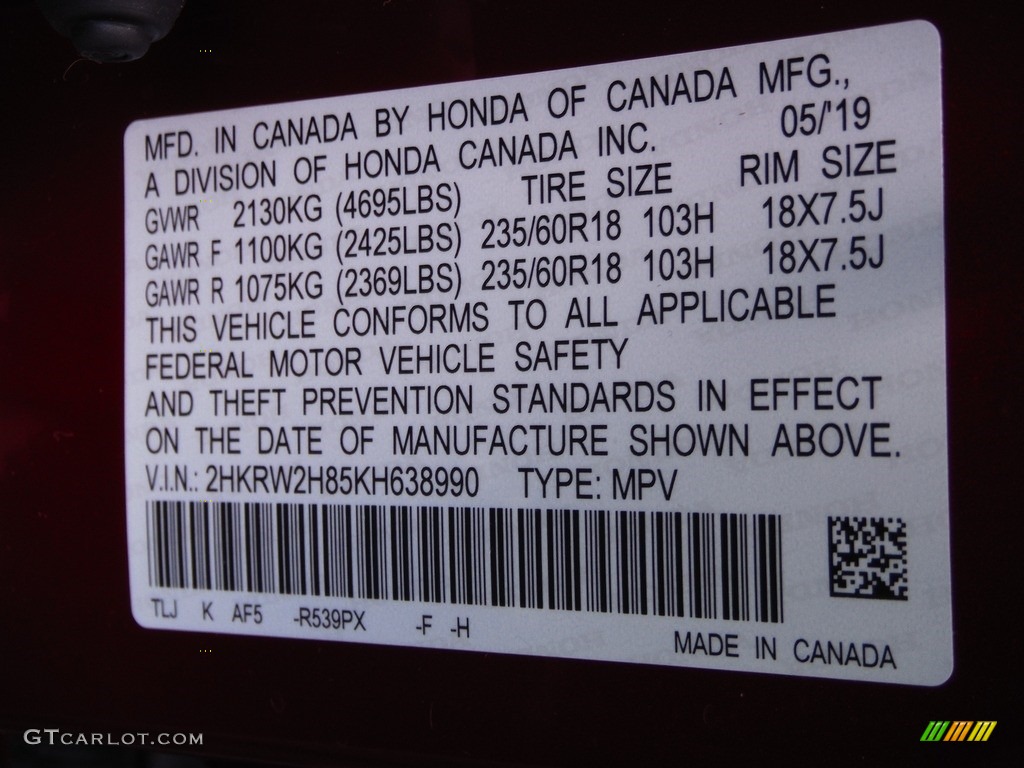 MFD. IN CANADA BY HONDA OF CANADA MFG.,
A DIVISION OF HONDA CANADA INC. 05/'19
GVWR 2130KG (4695LBS) TIRE SIZE RIM SIZE
GAWR F 1100KG (2425LBS) 235/60R18 103H 18X7.5J
GAWR R 1075KG (2369LBS) 235/60R18 103H 18X7.5J
THIS VEHICLE CONFORMS TO ALL APPLICABLE
FEDERAL MOTOR VEHICLE SAFETY
AND THEFT PREVENTION STANDARDS IN EFFECT
ON THE DATE OF MANUFACTURE SHOWN ABOVE.
V.I.N.: 2HKRW2H85KH638990 TYPE: MPV
TLJ K AF5 -R539PX -F -H
MADE IN CANADA
GTCARLOT.COM